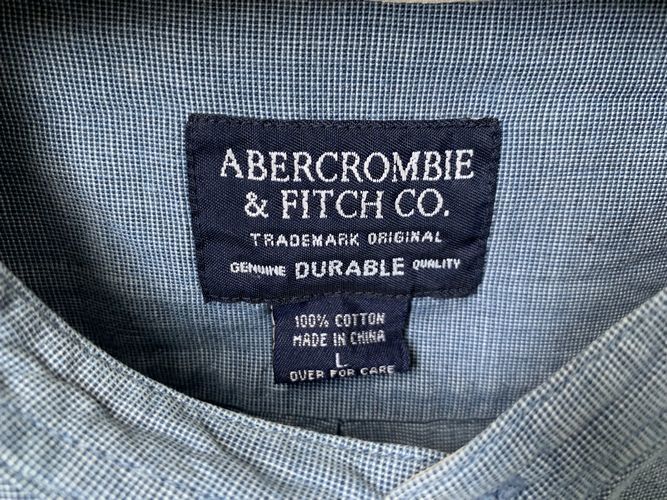 ABERCROMBIE
& FITCH CO.
TRADEMARK ORIGINAL
GENUINE DURABLE QUALITY
100% COTTON
MADE IN CHINA
L
OVER FOR CARE